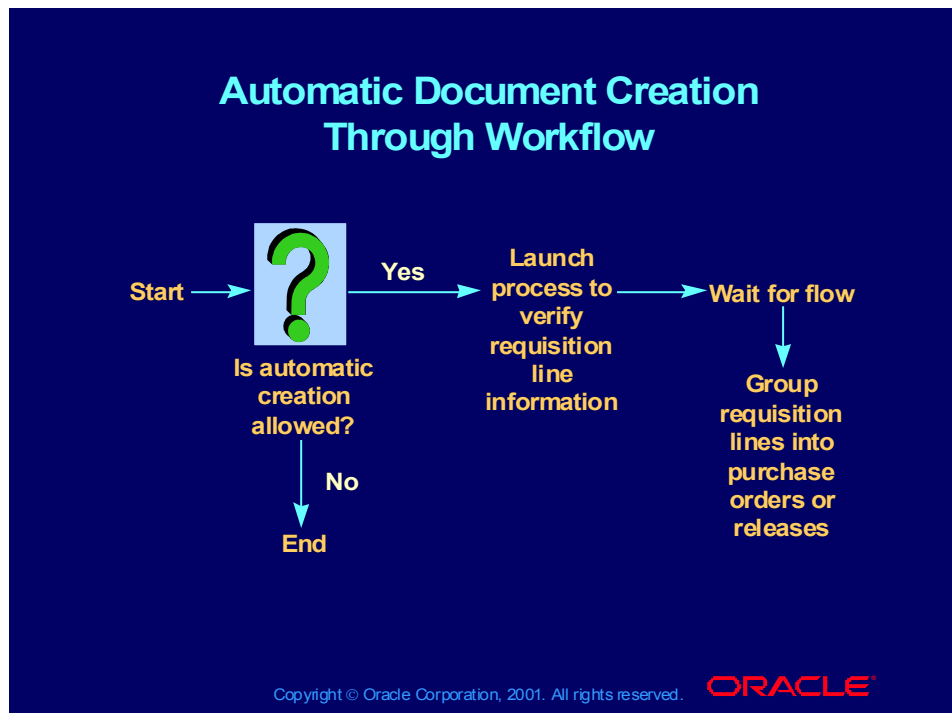 Automatic Document Creation
Through Workflow
Start
Is automatic
creation
allowed?
Yes
No
End
Launch
process to
verify
requisition
line
information
Wait for flow
Group
requisition
lines into
purchase
orders or
releases
Copyright © Oracle Corporation, 2001. All rights reserved.
ORACLE®